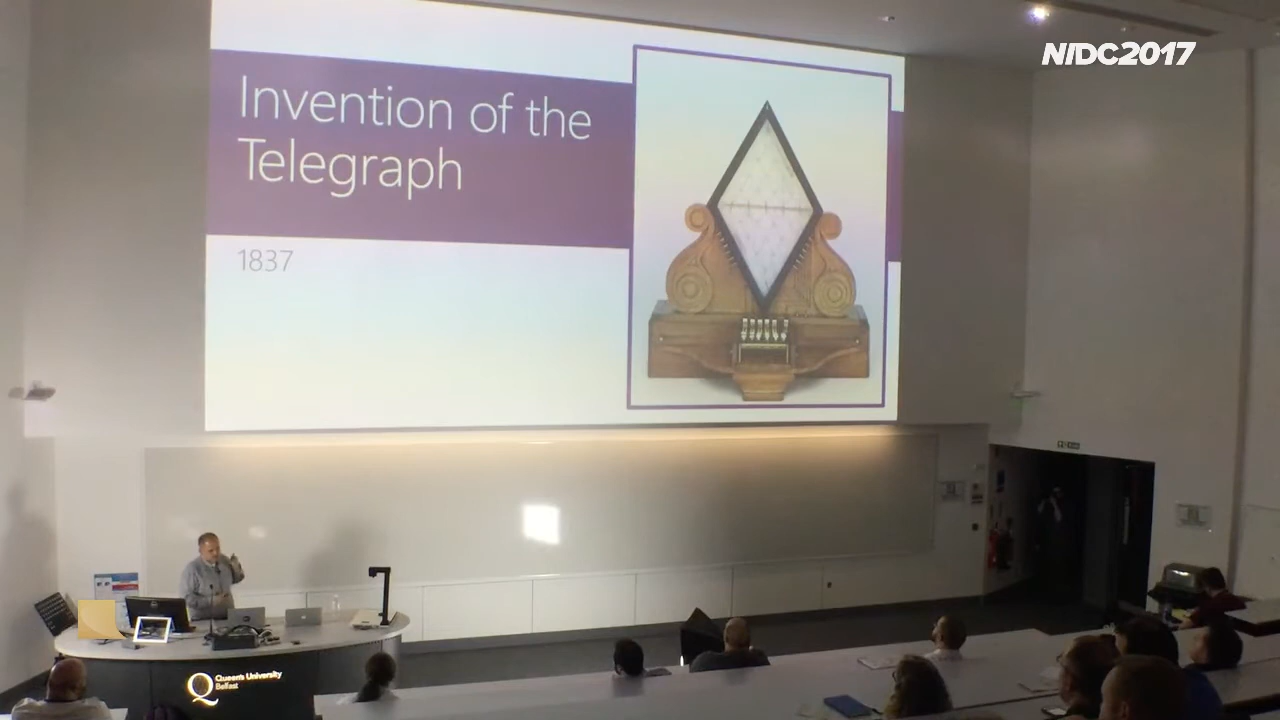 NIDC2017
Invention of the
Telegraph
1837
Queen's University
Belfast